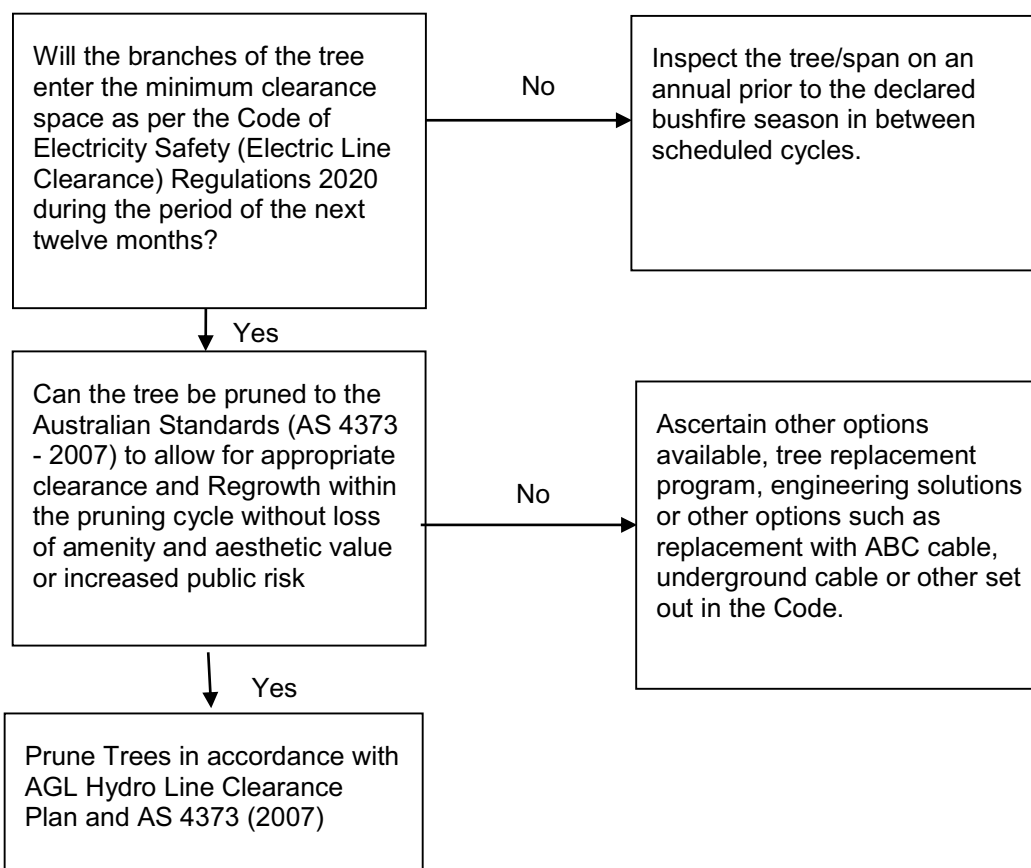 Will the branches of the tree
enter the minimum clearance
space as per the Code of
Electricity Safety (Electric Line
Clearance) Regulations 2020
during the period of the next
twelve months?
No
Inspect the tree/span on an
annual prior to the declared
bushfire season in between
scheduled cycles.
Yes
Can the tree be pruned to the
Australian Standards (AS 4373
- 2007) to allow for appropriate
clearance and Regrowth within
the pruning cycle without loss
of amenity and aesthetic value
or increased public risk
No
Ascertain other options
available, tree replacement
program, engineering solutions
or other options such as
replacement with ABC cable,
underground cable or other set
out in the Code.
Yes
Prune Trees in accordance with
AGL Hydro Line Clearance
Plan and AS 4373 (2007)